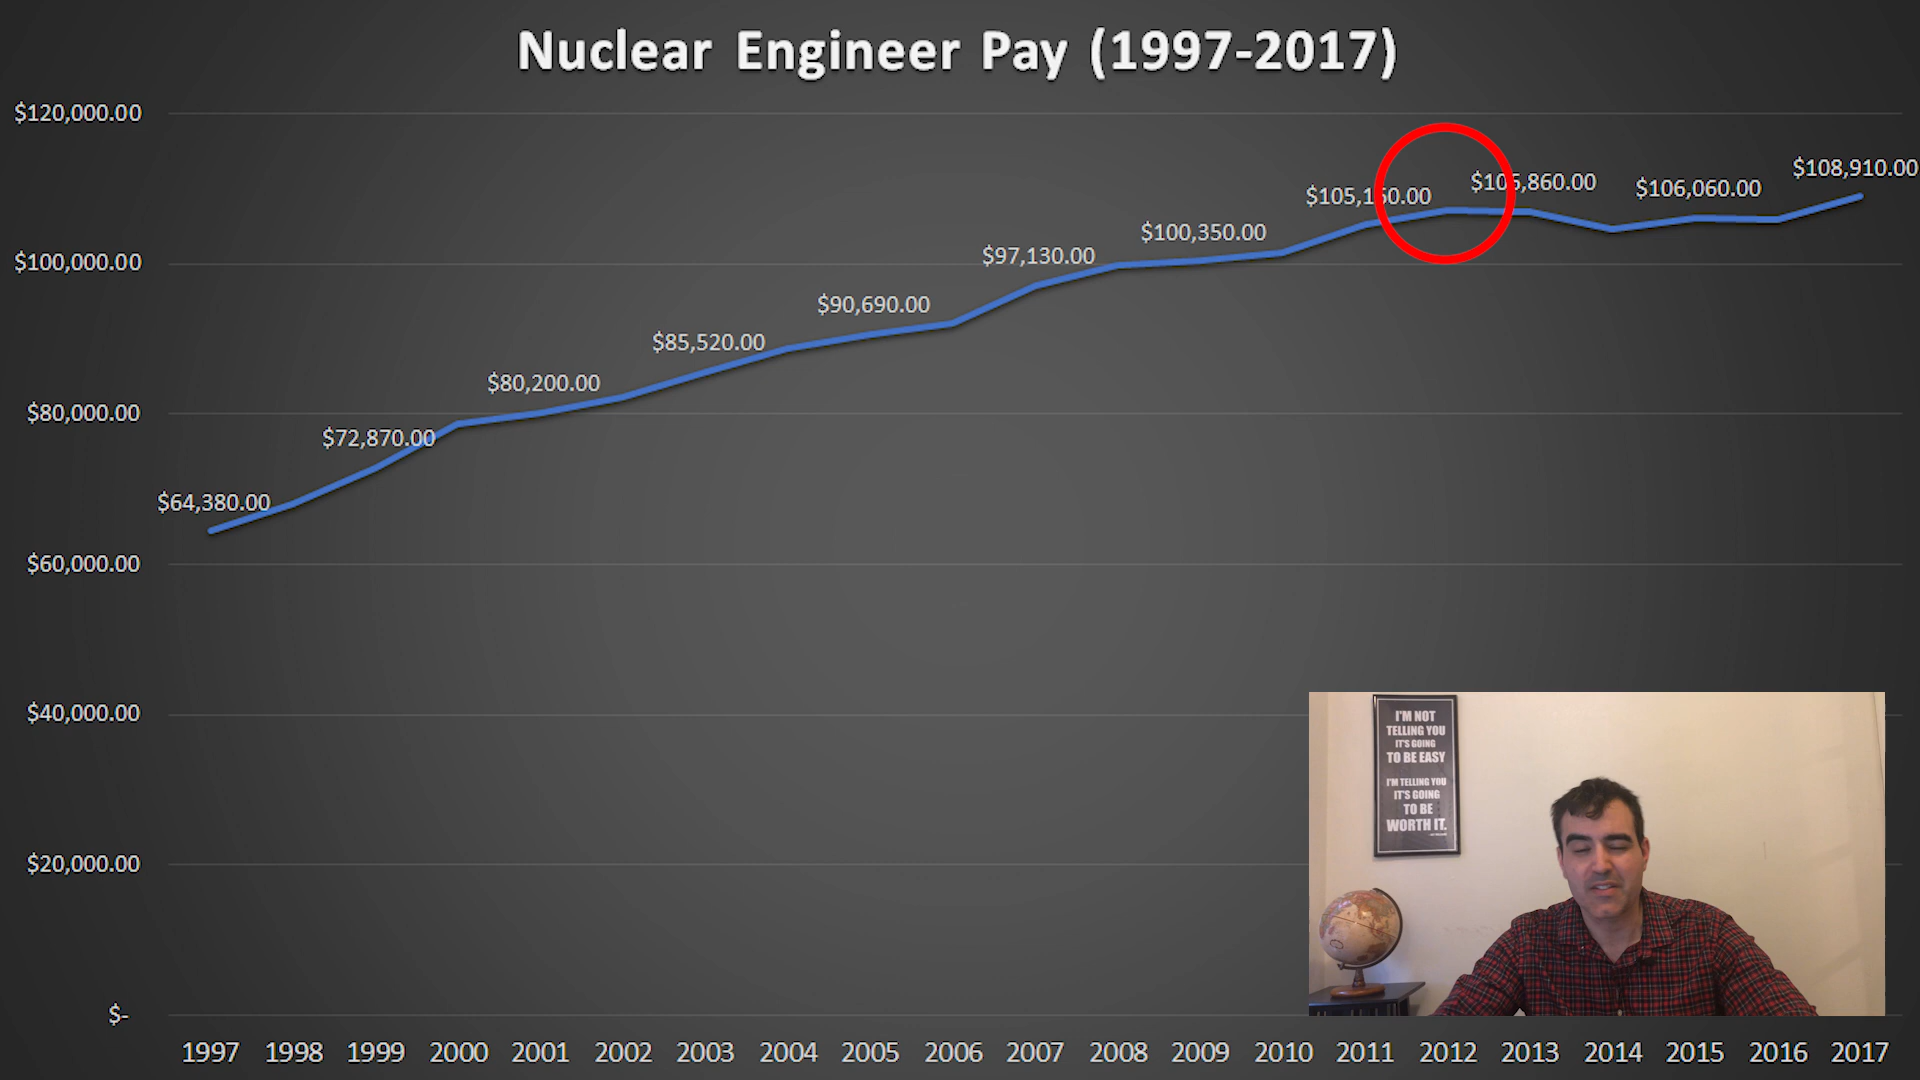 Nuclear Engineer Pay (1997-2017)
$120,000.00
$100,000.00
$80,000.00
$60,000.00
$40,000.00
$20,000.00
$-
$64,380.00
$72,870.00
$80,200.00
$85,520.00
$90,690.00
$97,130.00
$100,350.00
$106,060.00
$108,910.00
1997 1998 1999 2000 2001 2002 2003 2004 2005 2006 2007 2008 2009 2010 2011 2012 2013 2014 2015 2016 2017
I'M NOT
TELLING YOU
IT'S GOING
TO BE EASY
I'M TELLING YOU
IT'S GOING
TO BE
WORTH IT.